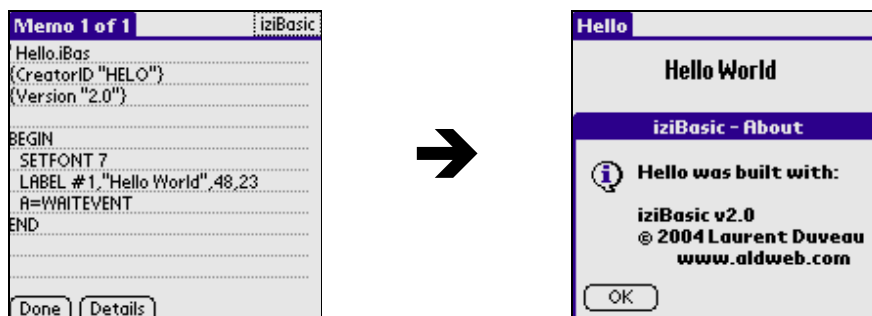 Memo 1 of 1
iziBasic
' Hello.iBas
{CreatorID "HELO"}
{Version "2.0"}
BEGIN
SETFONT 7
LABEL #1,"Hello World",48,23
A=WAITEVENT
END
Done
Details
Hello
Hello World
iziBasic - About
Hello was built with:
iziBasic v2.0
© 2004 Laurent Duveau
www.aldweb.com
OK